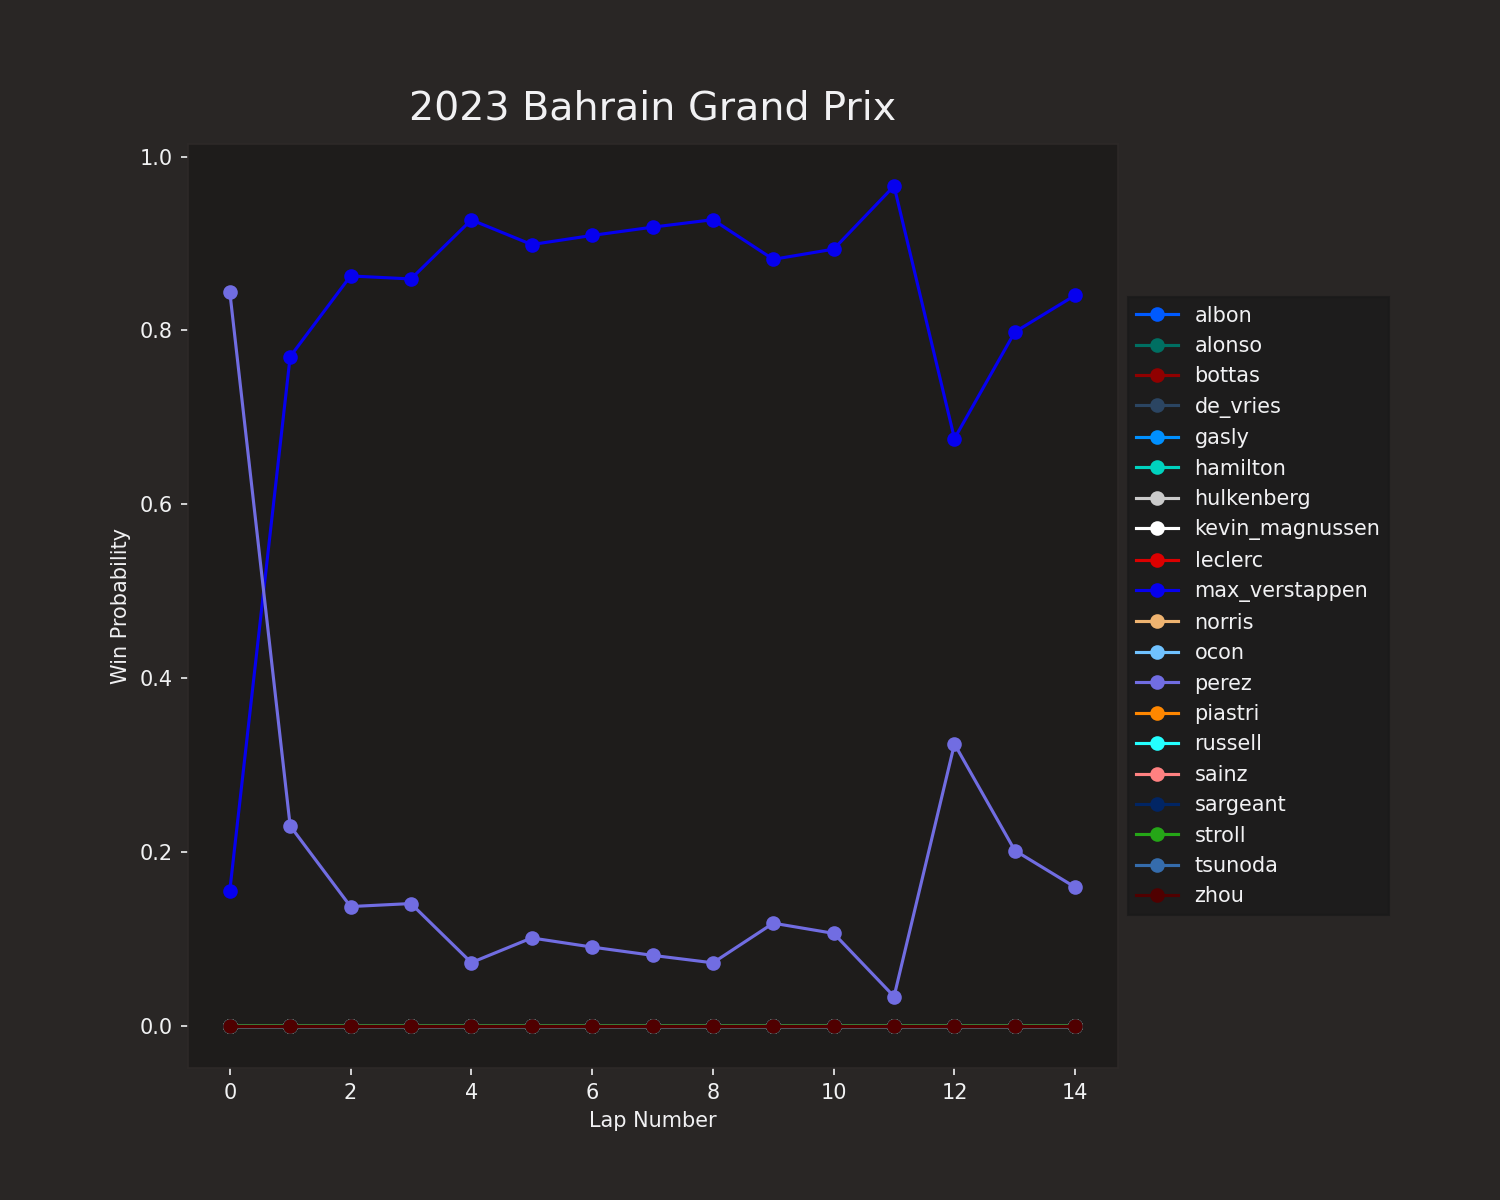 2023 Bahrain Grand Prix
1.0
0.8
0.6
0.4
0.2
0.0
Win Probability
0 2 4 6 8 10 12 14
Lap Number
albon
alonso
bottas
de_vries
gasly
hamilton
hulkenberg
kevin_magnussen
leclerc
max_verstappen
norris
ocon
perez
piastri
russell
sainz
sargeant
stroll
tsunoda
zhou